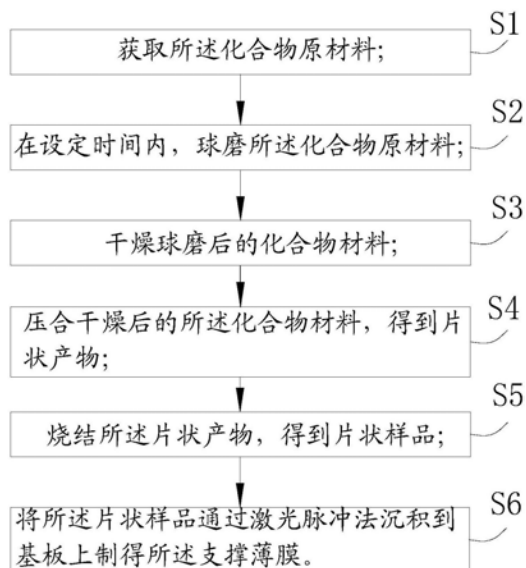 S1
获取所述化合物原材料;
S2
在设定时间内，球磨所述化合物原材料;
S3
干燥球磨后的化合物材料;
S4
压合干燥后的所述化合物材料，得到片
状产物;
S5
烧结所述片状产物，得到片状样品;
S6
将所述片状样品通过激光脉冲法沉积到
基板上制得所述支撑薄膜。